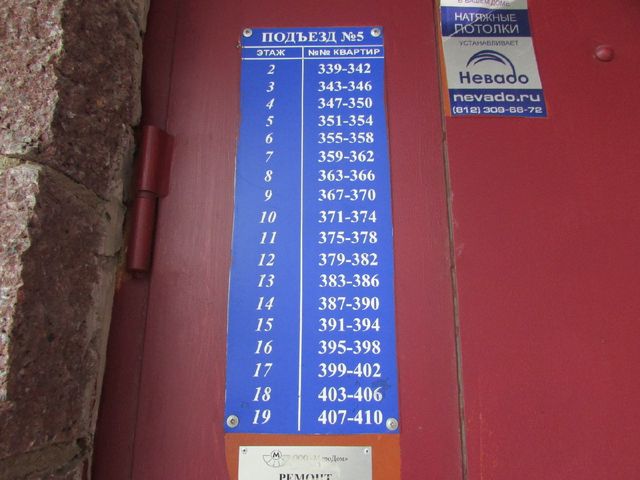 ПОДЪЕЗД №5
ЭТАЖ №№ КВАРТИР
2 339-342
3 343-346
4 347-350
5 351-354
6 355-358
7 359-362
8 363-366
9 367-370
10 371-374
11 375-378
12 379-382
13 383-386
14 387-390
15 391-394
16 395-398
17 399-402
18 403-406
19 407-410
В ВАШЕМ ДОМЕ
НАТЯЖНЫЕ
ПОТОЛКИ
УСТАНАВЛИВАЕТ
Невадо
nevado.ru
(812) 309-66-72
М ООО
РЕМОНТ